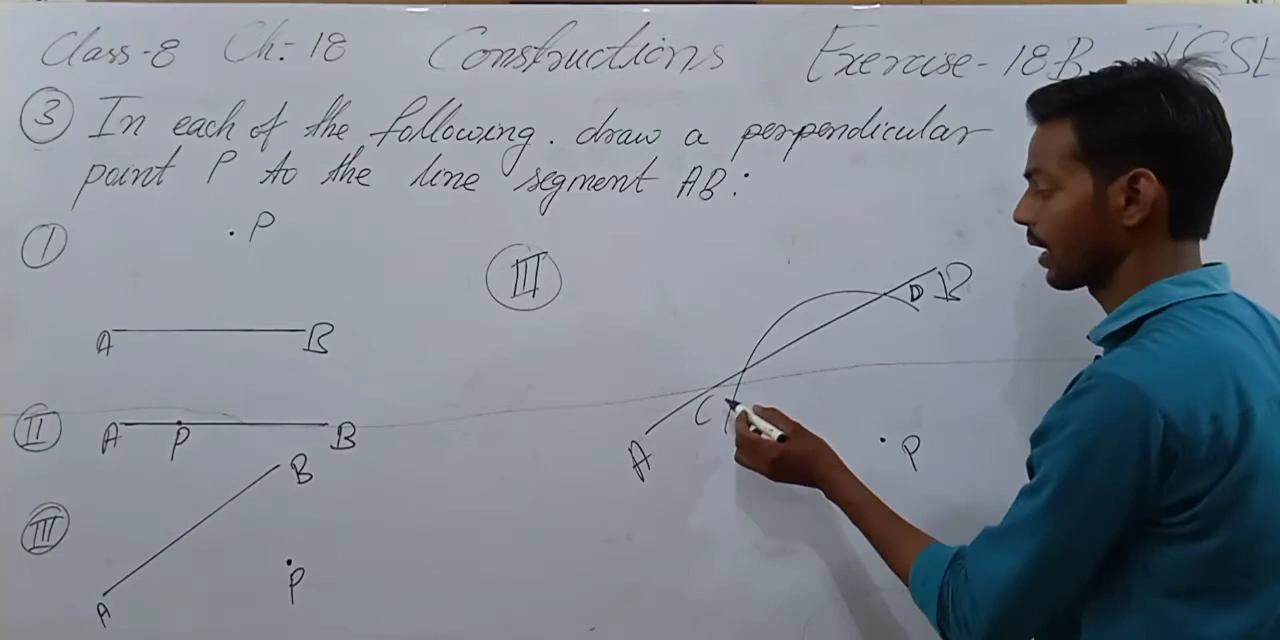 Class-8 Ch:-18 Constructions Exercise-18B
③ In each of the following. draw a perpendicular
point P to the line segment AB:
I
. P
A B
II
A P B
III
A B
P
III
A C D B
P